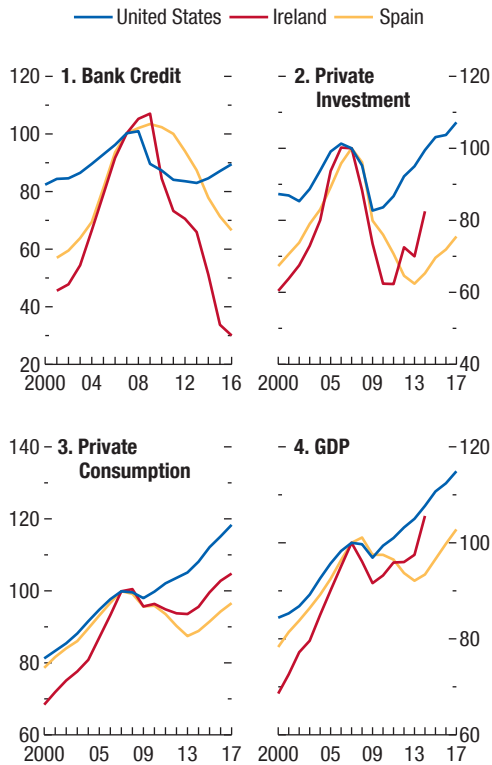 United States Ireland Spain
1. Bank Credit
120
100
80
60
40
20
2000 04 08 12 16
2. Private
Investment
120
100
80
60
40
2000 05 09 13 17
3. Private
Consumption
140
120
100
80
60
2000 05 09 13 17
4. GDP
120
100
80
60
2000 05 09 13 17